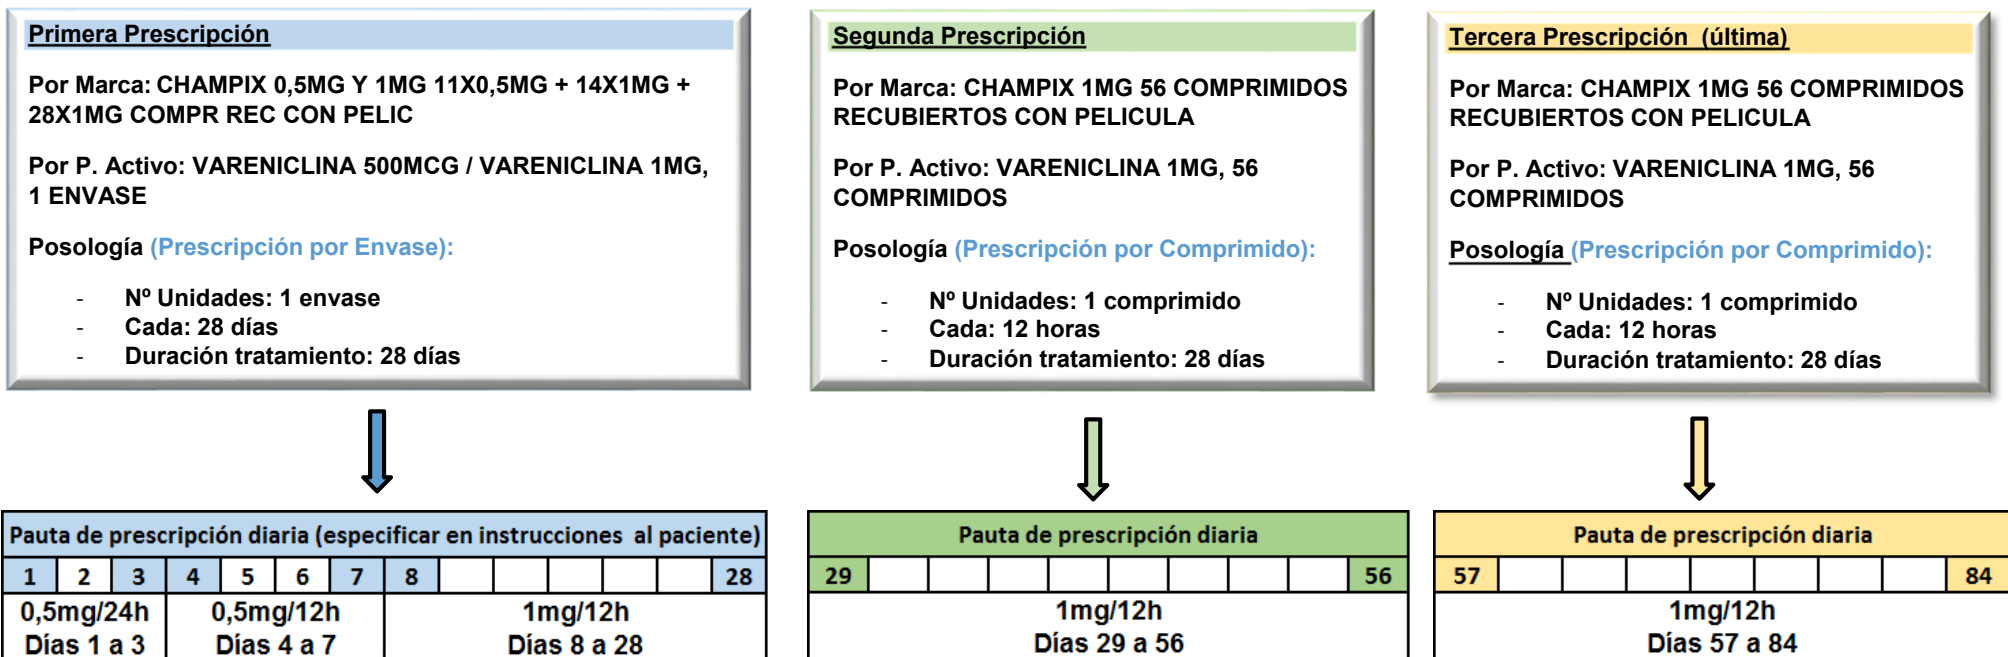 Primera Prescripción
Por Marca: CHAMPIX 0,5MG Y 1MG 11X0,5MG + 14X1MG +
28X1MG COMPR REC CON PELIC
Por P. Activo: VARENICLINA 500MCG / VARENICLINA 1MG,
1 ENVASE
Posología (Prescripción por Envase):
- Nº Unidades: 1 envase
- Cada: 28 días
- Duración tratamiento: 28 días
Segunda Prescripción
Por Marca: CHAMPIX 1MG 56 COMPRIMIDOS
RECUBIERTOS CON PELICULA
Por P. Activo: VARENICLINA 1MG, 56
COMPRIMIDOS
Posología (Prescripción por Comprimido):
- Nº Unidades: 1 comprimido
- Cada: 12 horas
- Duración tratamiento: 28 días
Tercera Prescripción (última)
Por Marca: CHAMPIX 1MG 56 COMPRIMIDOS
RECUBIERTOS CON PELICULA
Por P. Activo: VARENICLINA 1MG, 56
COMPRIMIDOS
Posología (Prescripción por Comprimido):
- Nº Unidades: 1 comprimido
- Cada: 12 horas
- Duración tratamiento: 28 días
Pauta de prescripción diaria (especificar en instrucciones al paciente)
1 2 3 4 5 6 7 8 28
0,5mg/24h 0,5mg/12h 1mg/12h
Días 1 a 3 Días 4 a 7 Días 8 a 28
Pauta de prescripción diaria
29 56
1mg/12h
Días 29 a 56
Pauta de prescripción diaria
57 84
1mg/12h
Días 57 a 84